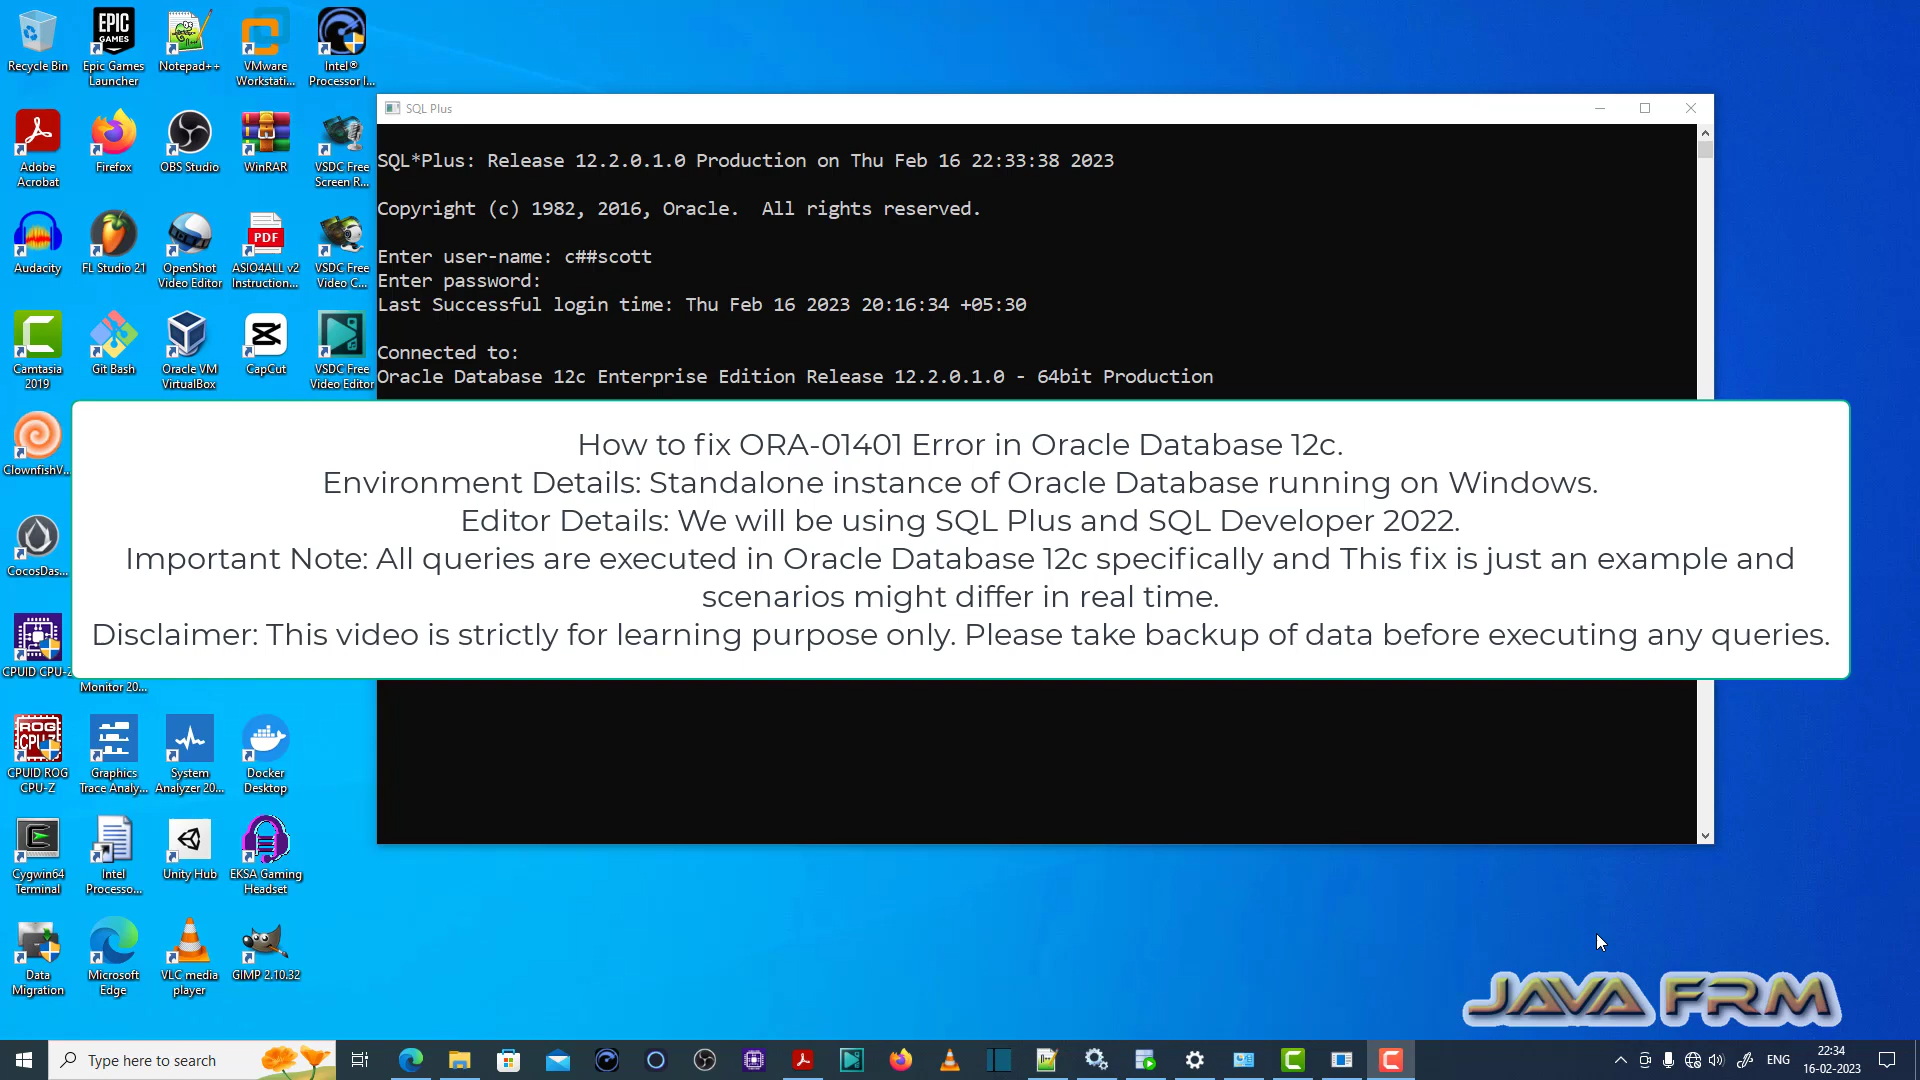 Recycle Bin
Epic Games
Launcher
Notepad++
VMware
Workstati...
Intel®
Processor I...
Adobe
Acrobat
Firefox
OBS Studio
WinRAR
VSDC Free
Screen R...
Audacity
FL Studio 21
OpenShot
Video Editor
PDF
ASIO4ALL v2
Instruction...
VSDC Free
Video C...
Camtasia
2019
Git Bash
Oracle VM
VirtualBox
CapCut
VSDC Free
Video Editor
ClownfishV...
CocosDas...
CPUID CPU-Z
Monitor 20...
CPUID ROG
CPU-Z
Graphics
Trace Analy...
System
Analyzer 20...
Docker
Desktop
Cygwin64
Terminal
Intel
Processo...
Unity Hub
EKSA Gaming
Headset
Data
Migration
Microsoft
Edge
VLC media
player
GIMP 2.10.32
SQL Plus
SQL*Plus: Release 12.2.0.1.0 Production on Thu Feb 16 22:33:38 2023
Copyright (c) 1982, 2016, Oracle.  All rights reserved.
Enter user-name: c##scott
Enter password:
Last Successful login time: Thu Feb 16 2023 20:16:34 +05:30
Connected to:
Oracle Database 12c Enterprise Edition Release 12.2.0.1.0 - 64bit Production
How to fix ORA-01401 Error in Oracle Database 12c.
Environment Details: Standalone instance of Oracle Database running on Windows.
Editor Details: We will be using SQL Plus and SQL Developer 2022.
Important Note: All queries are executed in Oracle Database 12c specifically and This fix is just an example and
scenarios might differ in real time.
Disclaimer: This video is strictly for learning purpose only. Please take backup of data before executing any queries.
JAVA FRM
Type here to search
ENG
22:34
16-02-2023